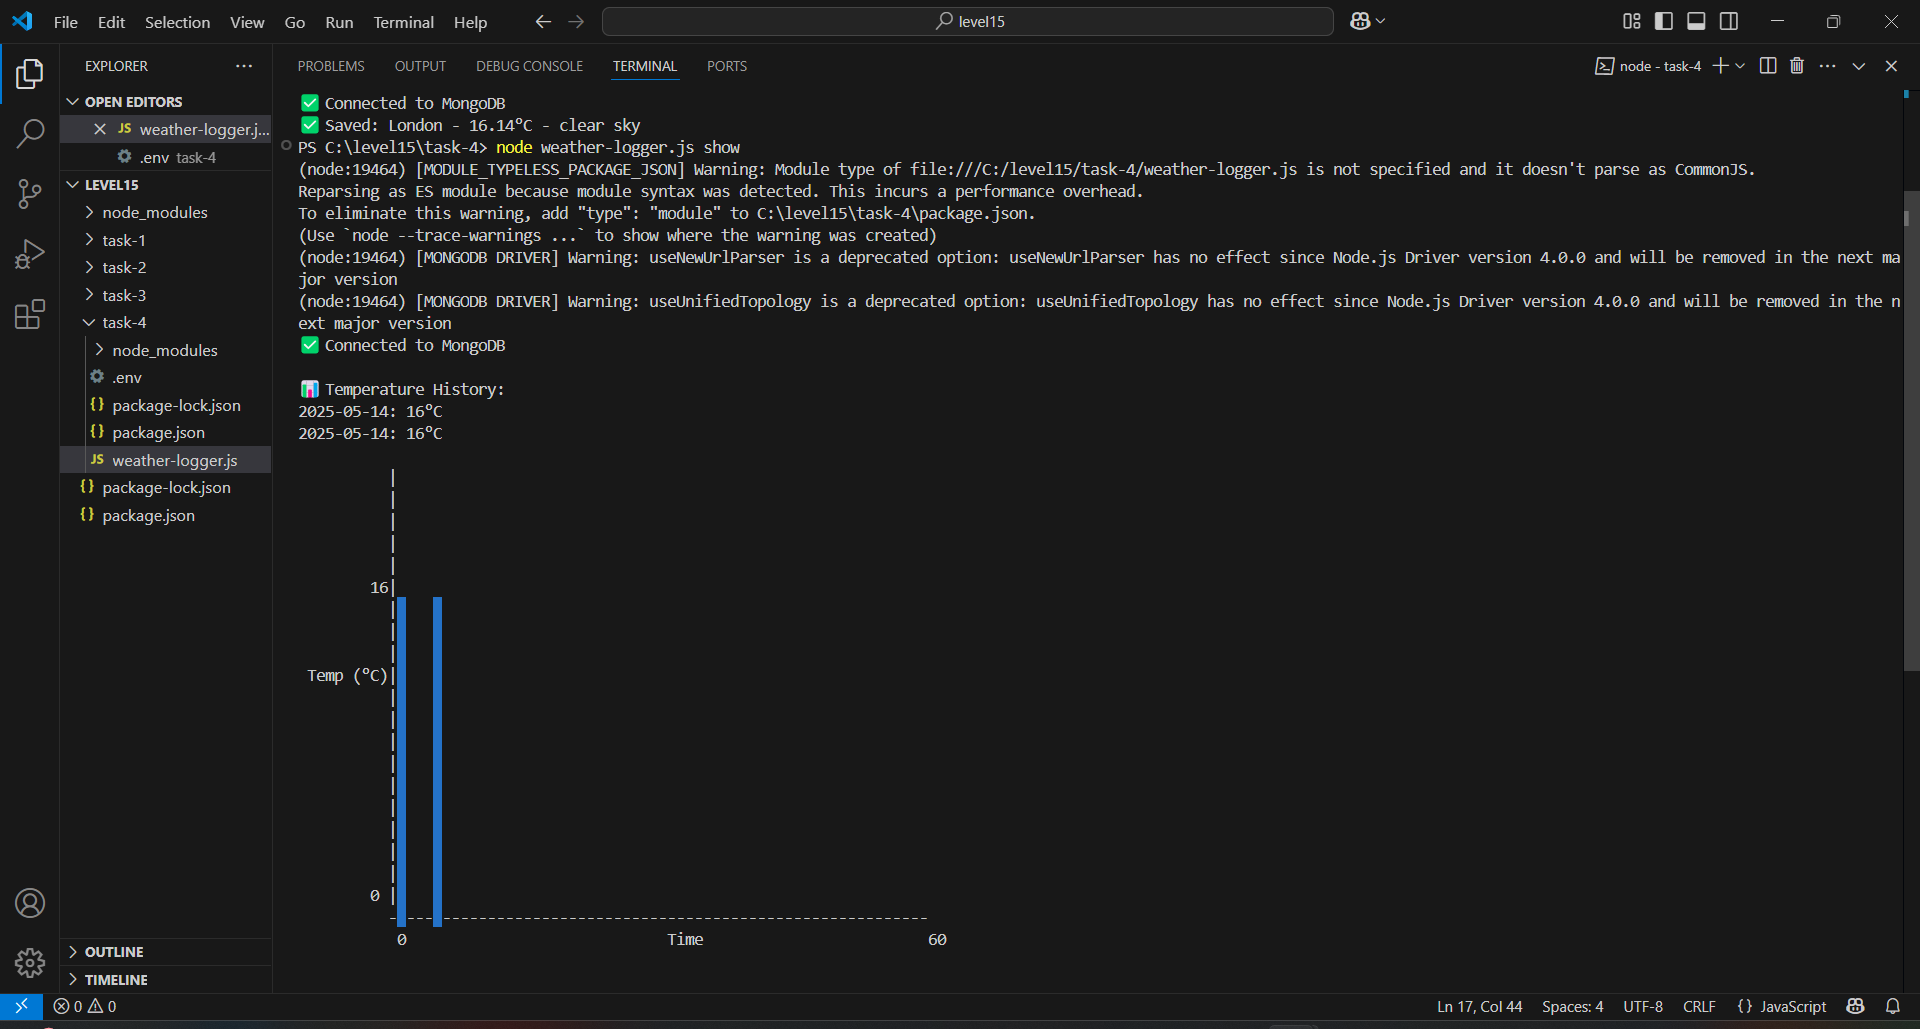 File Edit Selection View Go Run Terminal Help
level15
EXPLORER
OPEN EDITORS
JS weather-logger.j...
.env task-4
LEVEL15
node_modules
task-1
task-2
task-3
task-4
node_modules
.env
{} package-lock.json
{} package.json
JS weather-logger.js
{} package-lock.json
{} package.json
OUTLINE
TIMELINE
PROBLEMS OUTPUT DEBUG CONSOLE TERMINAL PORTS
node - task-4
✅ Connected to MongoDB
✅ Saved: London - 16.14°C - clear sky
PS C:\level15\task-4> node weather-logger.js show
(node:19464) [MODULE_TYPELESS_PACKAGE_JSON] Warning: Module type of file:///C:/level15/task-4/weather-logger.js is not specified and it doesn't parse as CommonJS.
Reparsing as ES module because module syntax was detected. This incurs a performance overhead.
To eliminate this warning, add "type": "module" to C:\level15\task-4\package.json.
(Use `node --trace-warnings ...` to show where the warning was created)
(node:19464) [MONGODB DRIVER] Warning: useNewUrlParser is a deprecated option: useNewUrlParser has no effect since Node.js Driver version 4.0.0 and will be removed in the next ma
jor version
(node:19464) [MONGODB DRIVER] Warning: useUnifiedTopology is a deprecated option: useUnifiedTopology has no effect since Node.js Driver version 4.0.0 and will be removed in the n
ext major version
✅ Connected to MongoDB
📊 Temperature History:
2025-05-14: 16°C
2025-05-14: 16°C
16
Temp (°C)
0
0 Time 60
0 0
Ln 17, Col 44 Spaces: 4 UTF-8 CRLF {} JavaScript